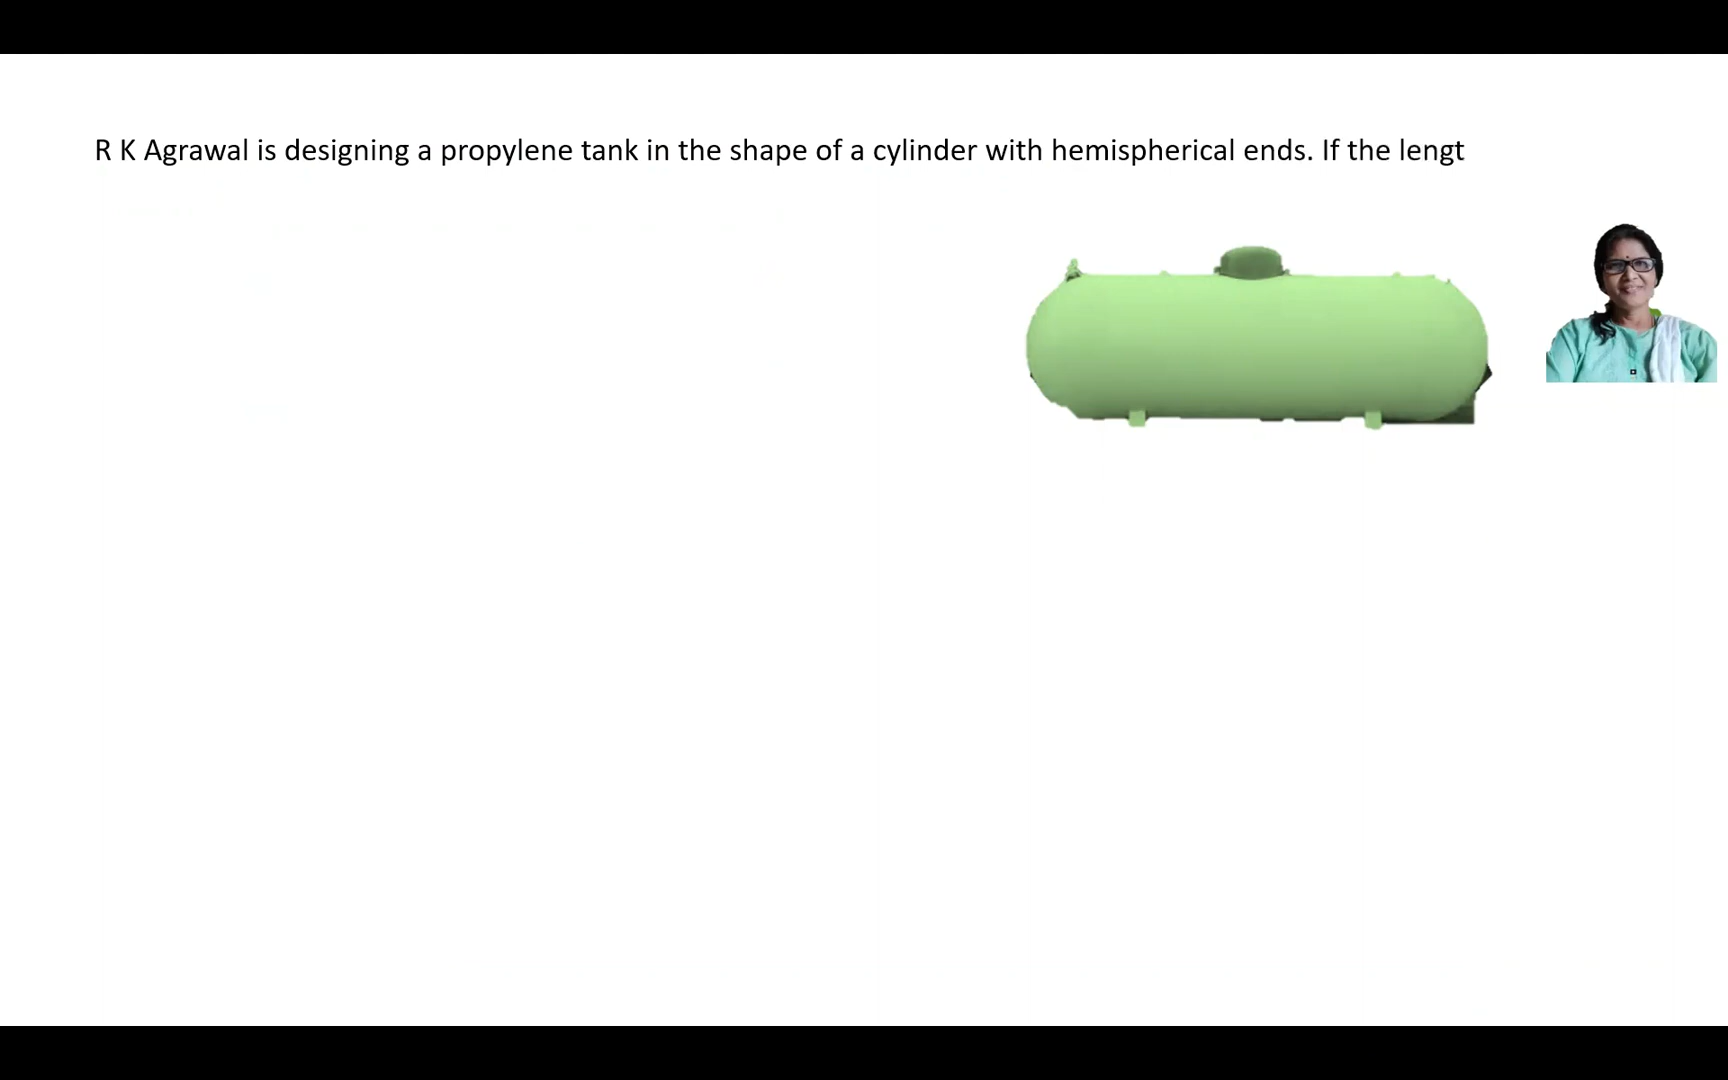 R K Agrawal is designing a propylene tank in the shape of a cylinder with hemispherical ends. If the lengt